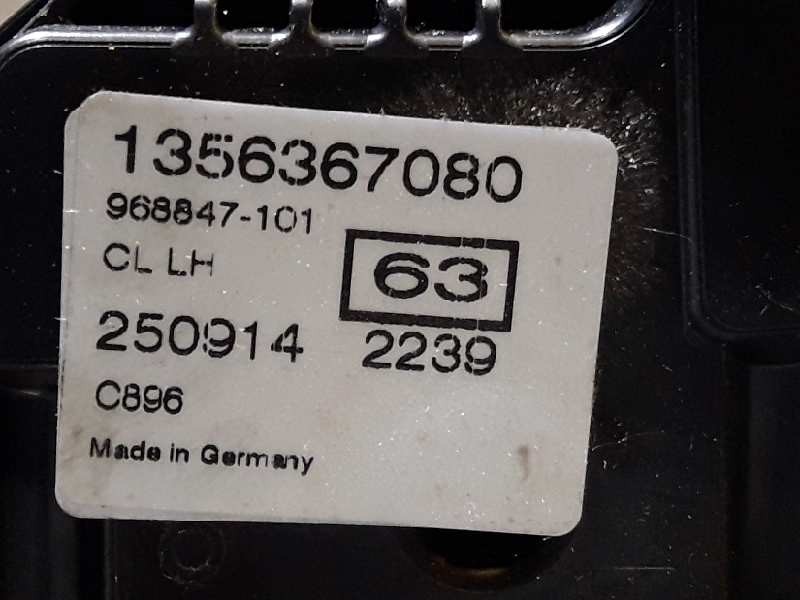 1356367080
968847-101
CL LH
63
250914 2239
C896
Made in Germany